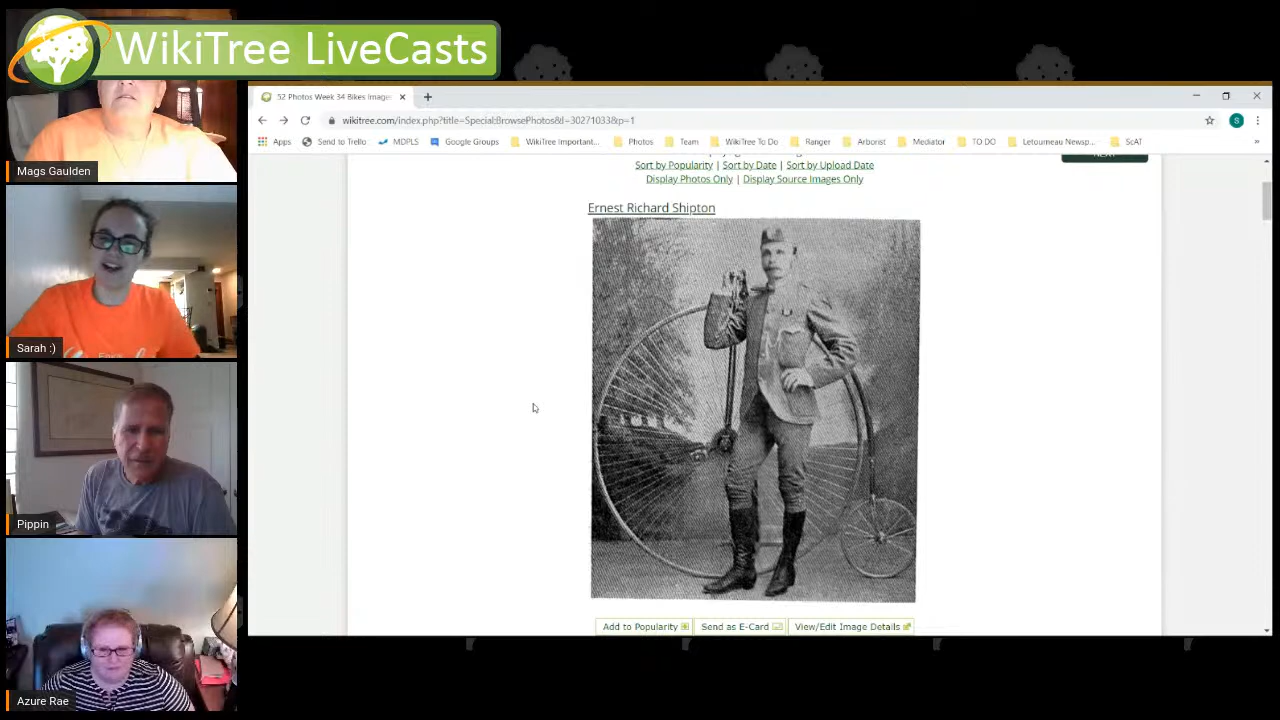 WikiTree LiveCasts
Mags Gaulden
Sarah :)
Pippin
Azure Rae
52 Photos Week 34 Bikes Images
wikitree.com/index.php?title=Special:BrowsePhotos&l=30271033&p=1
Apps Send to Trello MDPLS Google Groups WikiTree Important... Photos Team WikiTree To Do Ranger Arborist Mediator TO DO Letourneau Newsp... ScAT
S
NEXT
Sort by Popularity | Sort by Date | Sort by Upload Date
Display Photos Only | Display Source Images Only
Ernest Richard Shipton
Add to Popularity Send as E-Card View/Edit Image Details